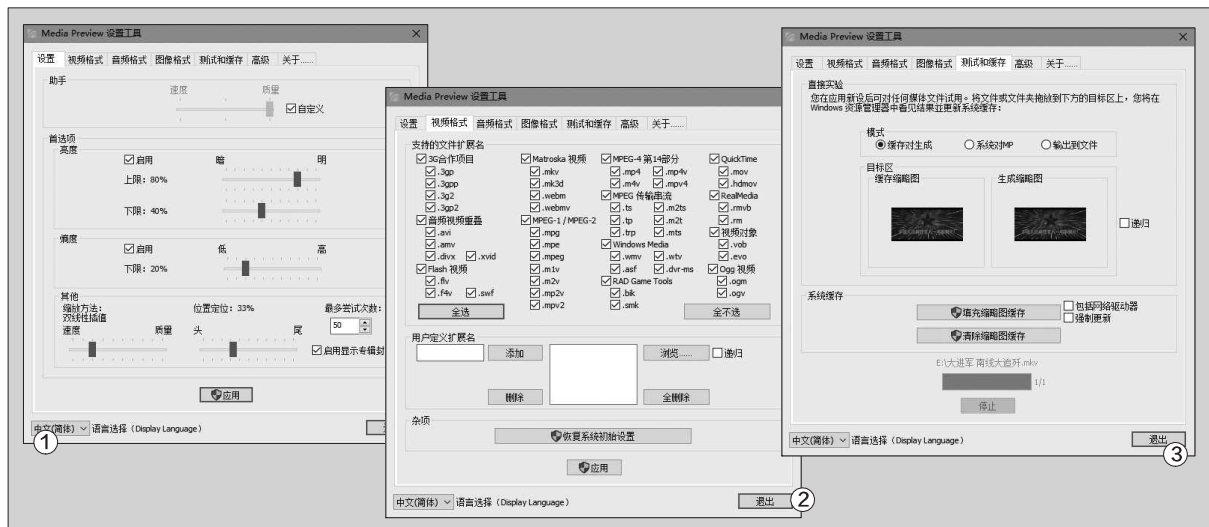 Media Preview 设置工具
设置 视频格式 音频格式 图像格式 测试和缓存 高级 关于......
助手
速度 质量
自定义
首选项
亮度
启用 暗 明
上限：80%
下限：40%
熵度
启用 低 高
下限：20%
其他
缩放方法： 位置定位：33% 最多尝试次数：
双线性插值
速度 质量 头 尾 50
启用显示专辑封
应用
中文(简体) 语言选择（Display Language）
①
Media Preview 设置工具
设置 视频格式 音频格式 图像格式 测试和缓存 高级 关于......
支持的文件扩展名
3G合作项目
.3gp
.3gpp
.3g2
.3gp2
音频视频重叠
.avi
.amv
.divx .xvid
Flash 视频
.flv
.f4v .swf
Matroska 视频
.mkv
.mk3d
.webm
.webmv
MPEG-1 / MPEG-2
.mpg
.mpe
.mpeg
.m1v
.m2v
.mp2v
.mpv2
MPEG-4 第14部分
.mp4 .mp4v
.m4v .mpv4
MPEG 传输串流
.ts .m2ts
.tp .m2t
.trp .mts
Windows Media
.wmv .wtv
.asf .dvr-ms
RAD Game Tools
.bik
.smk
QuickTime
.mov
.hdmov
RealMedia
.rmvb
.rm
视频对象
.vob
.evo
Ogg 视频
.ogm
.ogv
全选 全不选
用户定义扩展名
添加 浏览...... 递归
删除 全删除
杂项
恢复系统初始设置
应用
中文(简体) 语言选择（Display Language） 退出
②
Media Preview 设置工具
设置 视频格式 音频格式 图像格式 测试和缓存 高级 关于......
直接实验
您在应用新设后可对任何媒体文件试用。将文件或文件夹拖放到下方的目标区上，您将在
Windows 资源管理器中看见结果并更新系统缓存：
模式
缓存对生成 系统对MP 输出到文件
目标区
缓存缩略图 生成缩略图
递归
系统缓存
填充缩略图缓存 包括网络驱动器
强制更新
清除缩略图缓存
E:\大进军 南线大追歼.mkv
1/1
停止
中文(简体) 语言选择（Display Language） 退出
③